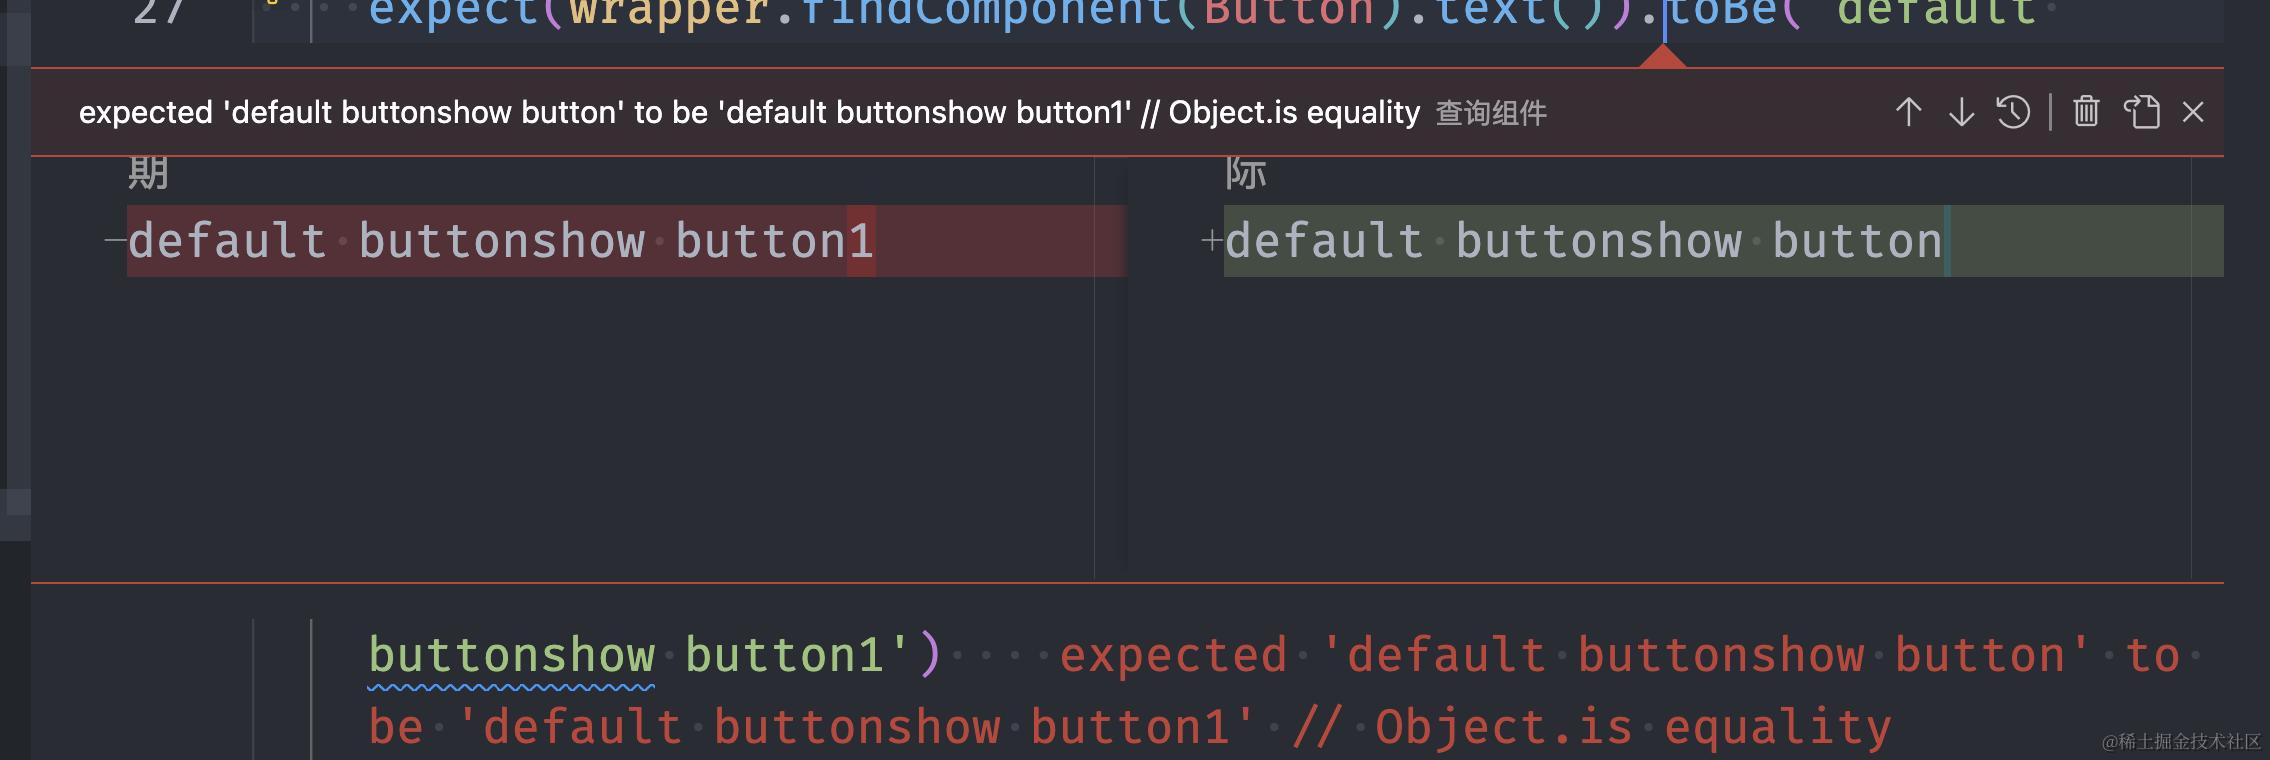 27 expect(wrapper.findComponent(Button).text()).toBe('default
expected 'default buttonshow button' to be 'default buttonshow button1' // Object.is equality 查询组件
期
际
−default buttonshow button1
+default buttonshow button
buttonshow button1') expected 'default buttonshow button' to
be 'default buttonshow button1' // Object.is equality
@稀土掘金技术社区